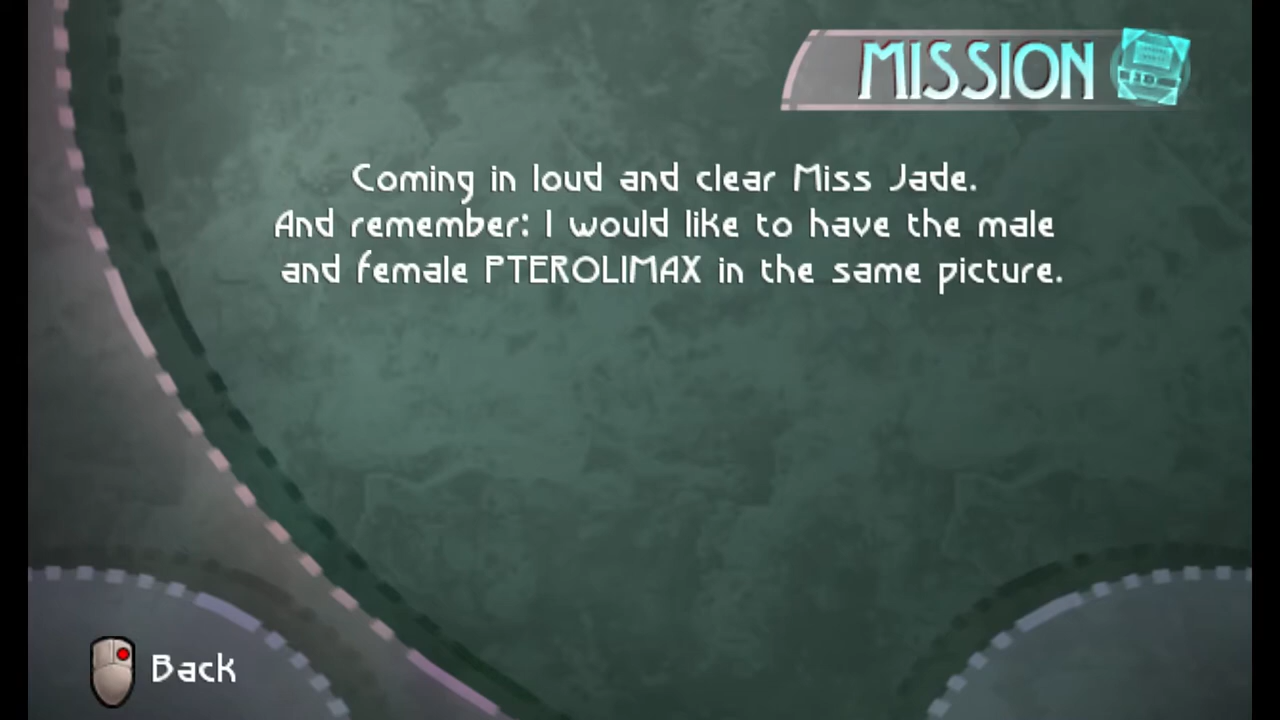 MISSION
Coming in loud and clear Miss Jade.
And remember: I would like to have the male
and female PTEROLIMAX in the same picture.
Back